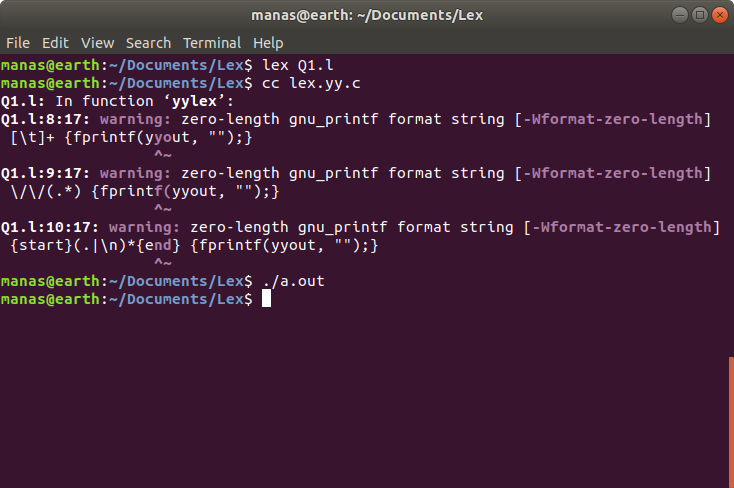 manas@earth: ~/Documents/Lex
File Edit View Search Terminal Help
manas@earth:~/Documents/Lex$ lex Q1.l
manas@earth:~/Documents/Lex$ cc lex.yy.c
Q1.l: In function ‘yylex’:
Q1.l:8:17: warning: zero-length gnu_printf format string [-Wformat-zero-length]
[\t]+ {fprintf(yyout, "");}
^~
Q1.l:9:17: warning: zero-length gnu_printf format string [-Wformat-zero-length]
\/\/(.*) {fprintf(yyout, "");}
^~
Q1.l:10:17: warning: zero-length gnu_printf format string [-Wformat-zero-length]
{start}(.|\n)*{end} {fprintf(yyout, "");}
^~
manas@earth:~/Documents/Lex$ ./a.out
manas@earth:~/Documents/Lex$